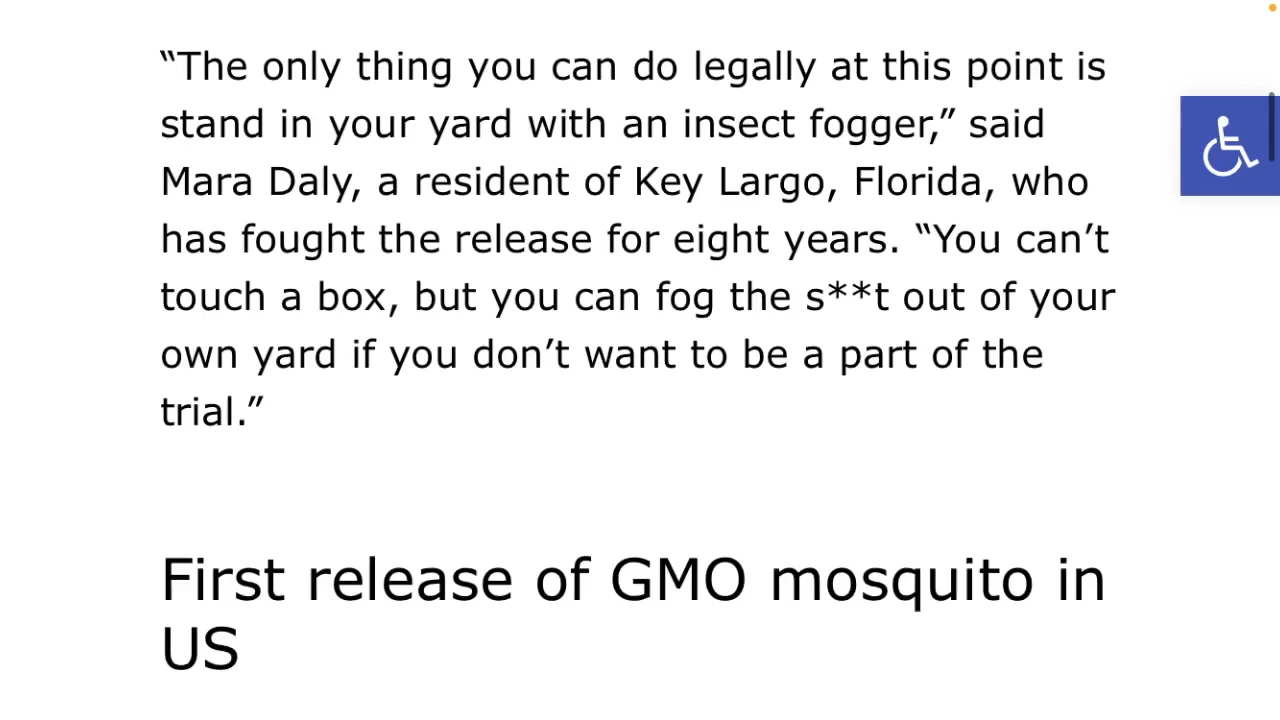 “The only thing you can do legally at this point is
stand in your yard with an insect fogger,” said
Mara Daly, a resident of Key Largo, Florida, who
has fought the release for eight years. “You can’t
touch a box, but you can fog the s**t out of your
own yard if you don’t want to be a part of the
trial.”
First release of GMO mosquito in
US